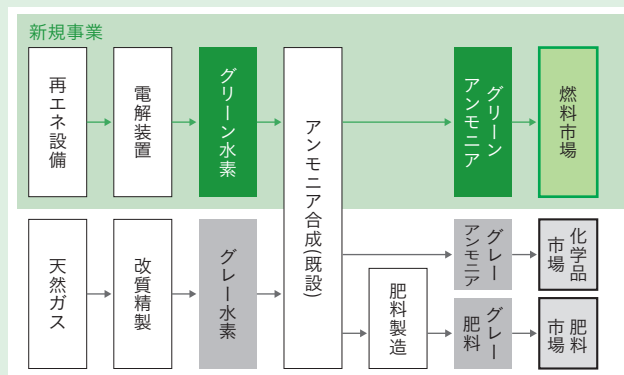 新規事業
再エネ設備
電解装置
グリーン水素
アンモニア合成(既設)
グリーン
アンモニア
燃料市場
天然ガス
改質精製
グレー水素
グレー
アンモニア
化学品
市場
肥料製造
グレー
肥料
肥料
市場